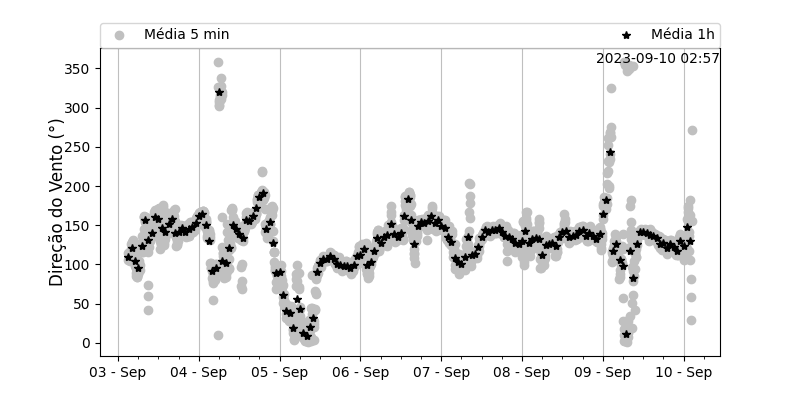 Média 5 min
Média 1h
2023-09-10 02:57
Direção do Vento (°)
350
300
250
200
150
100
50
0
03 - Sep
04 - Sep
05 - Sep
06 - Sep
07 - Sep
08 - Sep
09 - Sep
10 - Sep